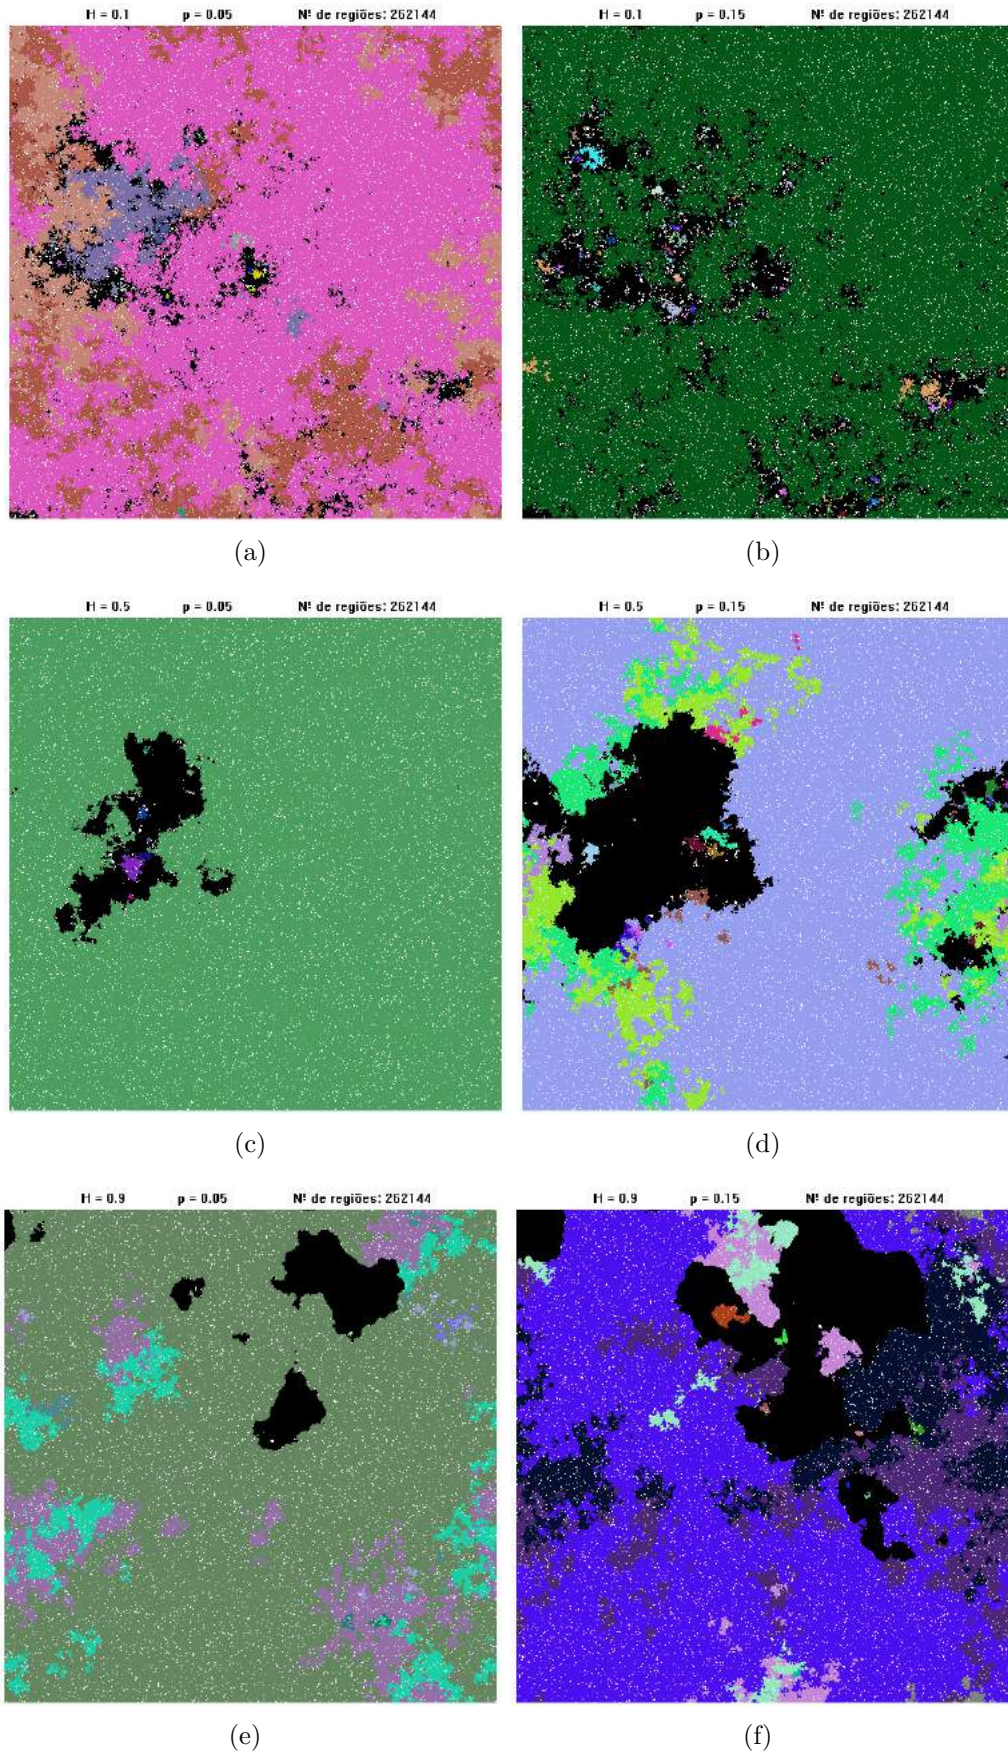 H = 0.1 p = 0.05 Nº de regiões: 262144
H = 0.1 p = 0.15 Nº de regiões: 262144
(a)
(b)
H = 0.5 p = 0.05 Nº de regiões: 262144
H = 0.5 p = 0.15 Nº de regiões: 262144
(c)
(d)
H = 0.9 p = 0.05 Nº de regiões: 262144
H = 0.9 p = 0.15 Nº de regiões: 262144
(e)
(f)